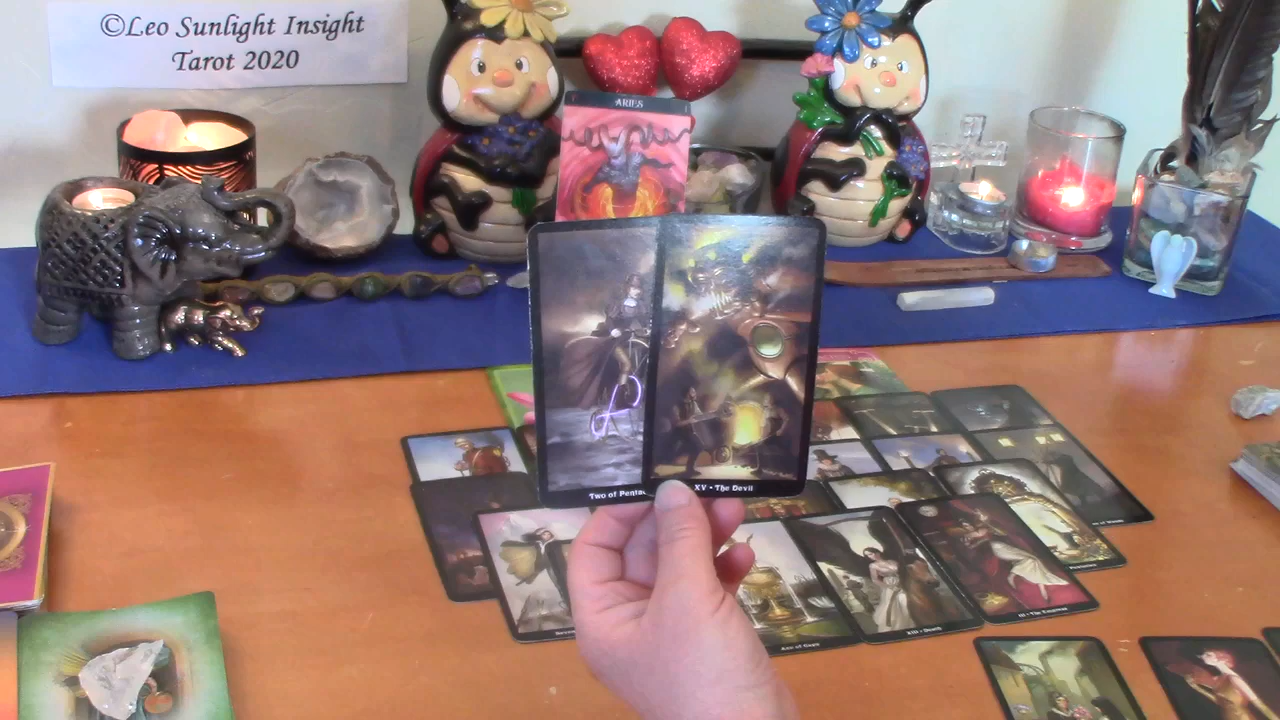 ©Leo Sunlight Insight
Tarot 2020
ARIES
Two of Penta
XV • The Devil
Ace of Cups
XIII • Death
III • The Empress